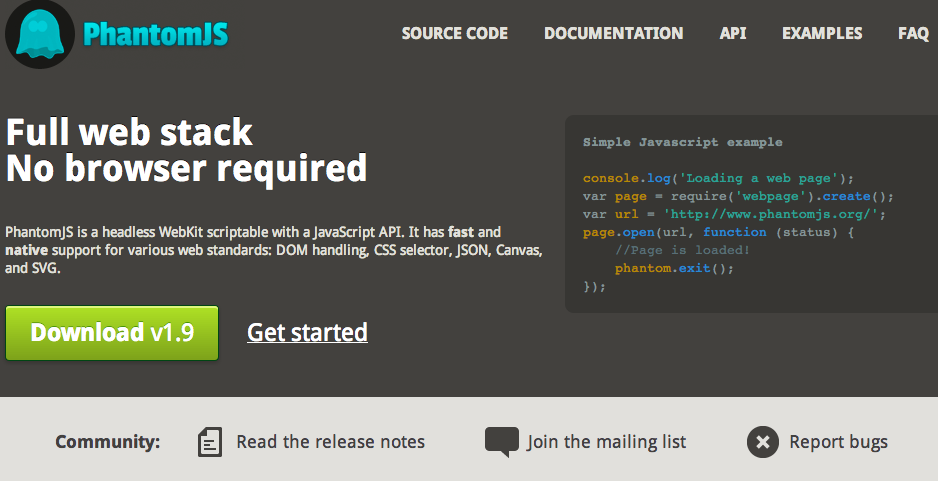 PhantomJS
SOURCE CODE DOCUMENTATION API EXAMPLES FAQ
Full web stack
No browser required
PhantomJS is a headless WebKit scriptable with a JavaScript API. It has fast and
native support for various web standards: DOM handling, CSS selector, JSON, Canvas,
and SVG.
Download v1.9 Get started
Simple Javascript example
console.log('Loading a web page');
var page = require('webpage').create();
var url = 'http://www.phantomjs.org/';
page.open(url, function (status) {
    //Page is loaded!
    phantom.exit();
});
Community: Read the release notes Join the mailing list Report bugs